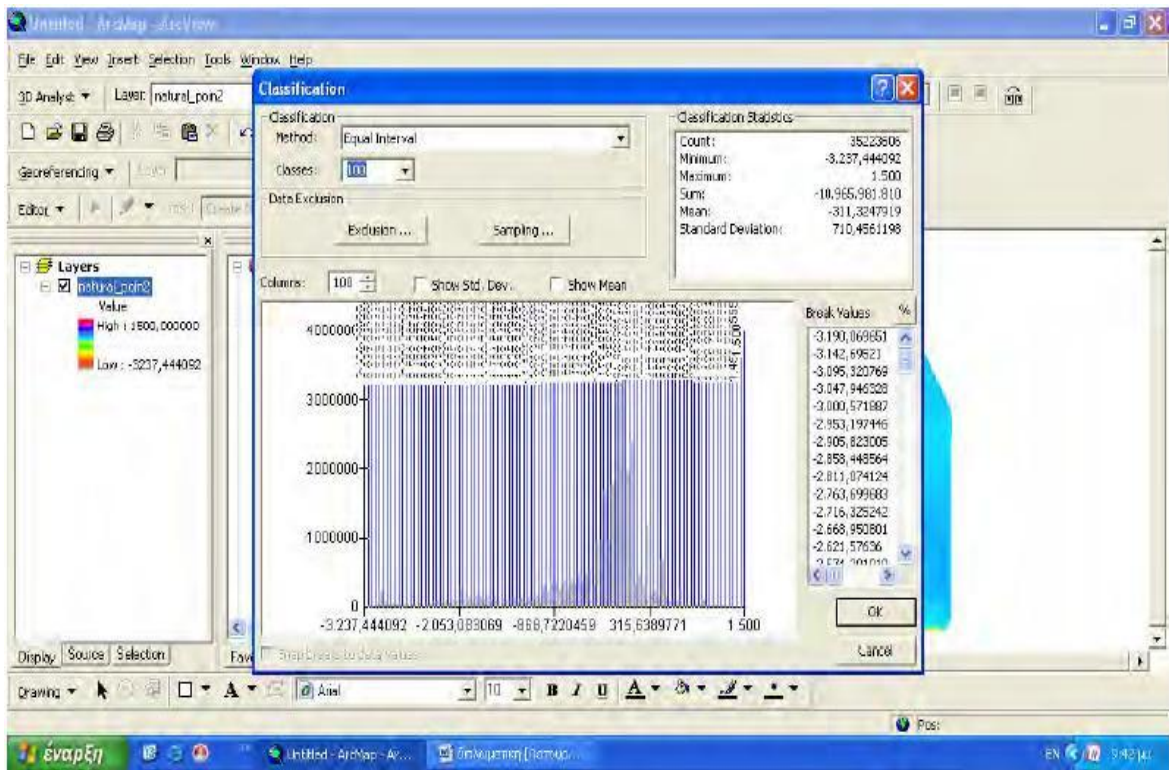 Untitled - ArcMap - ArcView
File Edit View Insert Selection Tools Window Help
3D Analyst Layer: natural_poin2
Georeferencing Layer:
Editor
Layers
natural_poin2
Value
High : 1500,000000
Low : -3237,444092
Display Source Selection
Classification
Classification
Method: Equal Interval
Classes: 100
Data Exclusion
Exclusion ... Sampling ...
Classification Statistics
Count: 35223606
Minimum: -3.237,444092
Maximum: 1.500
Sum: -10.965.981.810
Mean: -311,3247919
Standard Deviation: 710,4561198
Columns: 100 Show Std. Dev. Show Mean
4000000
3000000
2000000
1000000
0
-3.237,444092 -2.053,083069 -868,7220459 315,6389771 1.500
Break Values %
-3.190,069651
-3.142,69521
-3.095,320769
-3.047,946328
-3.000,571887
-2.953,197446
-2.905,823005
-2.858,448564
-2.811,074124
-2.763,699683
-2.716,325242
-2.668,950801
-2.621,57636
OK
Cancel
Snap breaks to data values
Drawing A Arial 10 B I U A
Pos:
έναρξη Untitled - ArcMap - Ar... EN